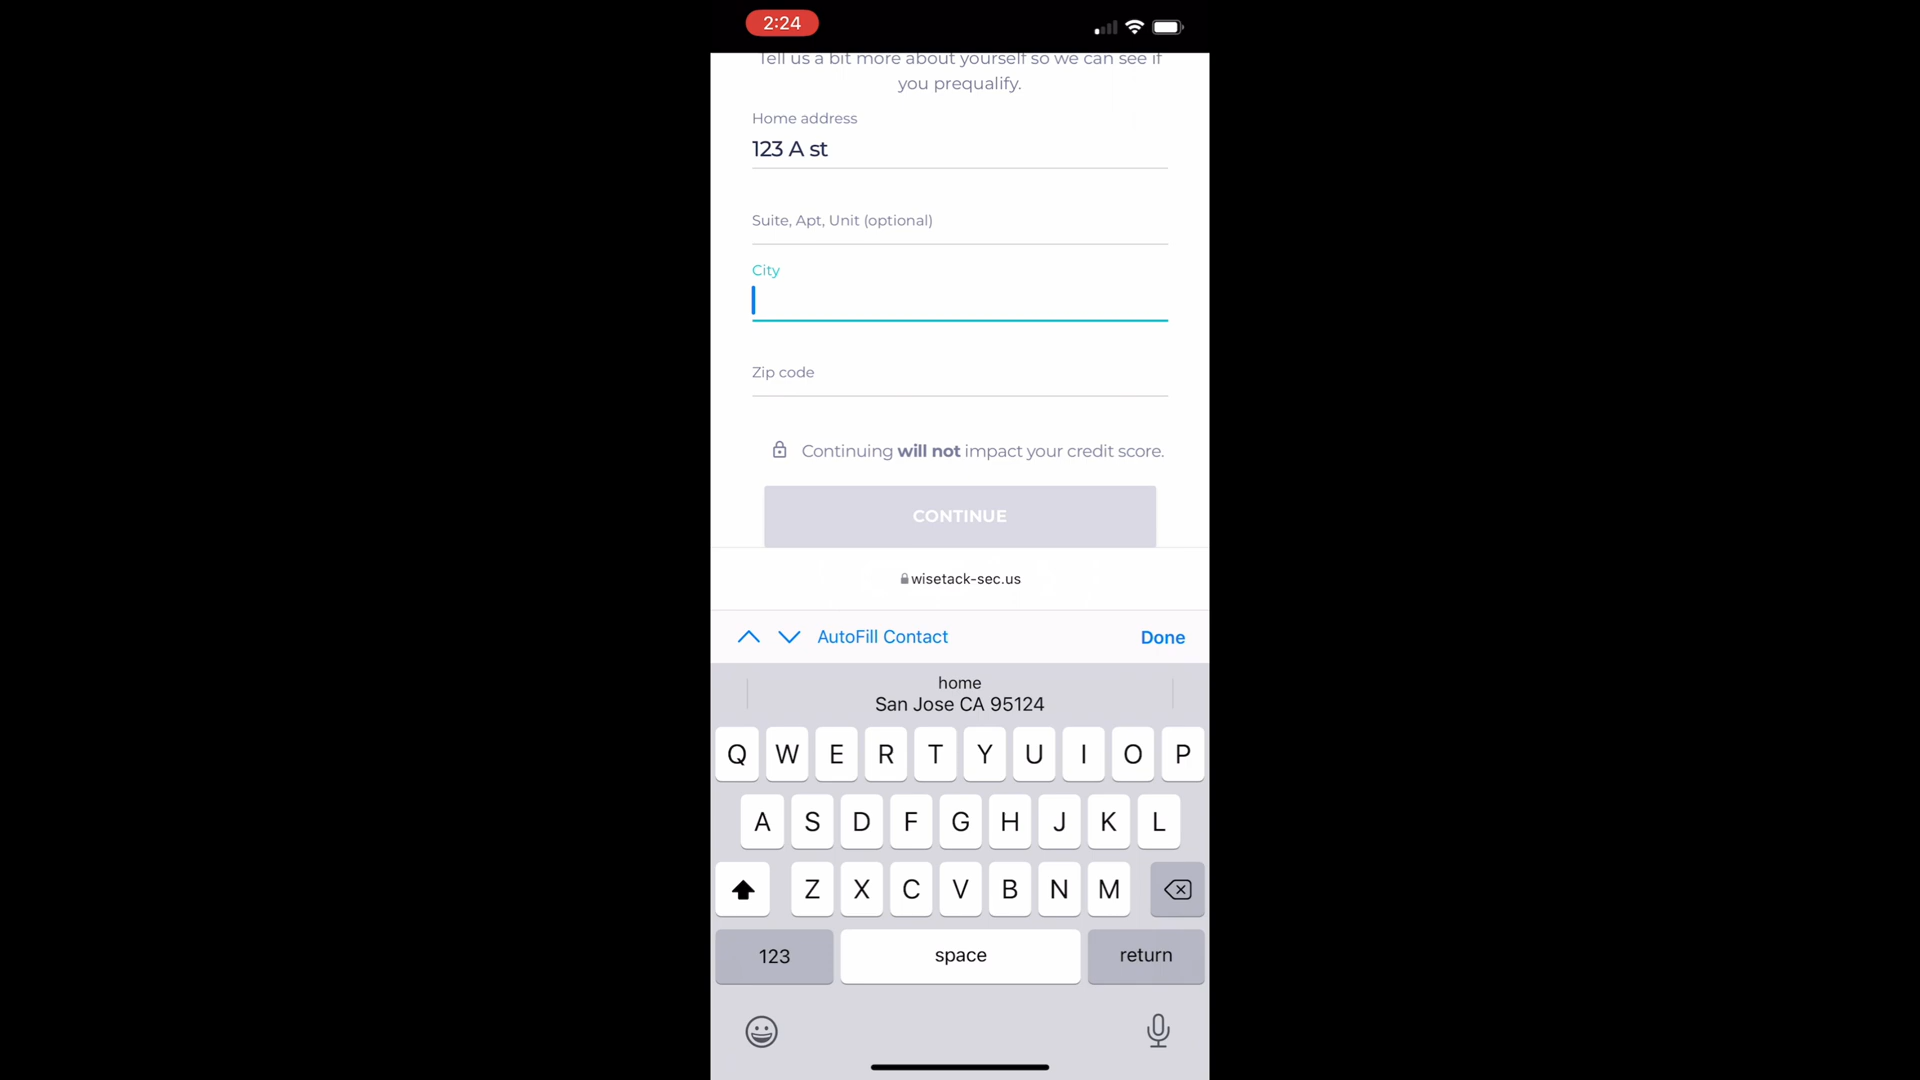 2:24
Tell us a bit more about yourself so we can see if
you prequalify.
Home address
123 A st
Suite, Apt, Unit (optional)
City
Zip code
Continuing will not impact your credit score.
CONTINUE
wisetack-sec.us
AutoFill Contact
Done
home
San Jose CA 95124
Q W E R T Y U I O P
A S D F G H J K L
Z X C V B N M
123 space return